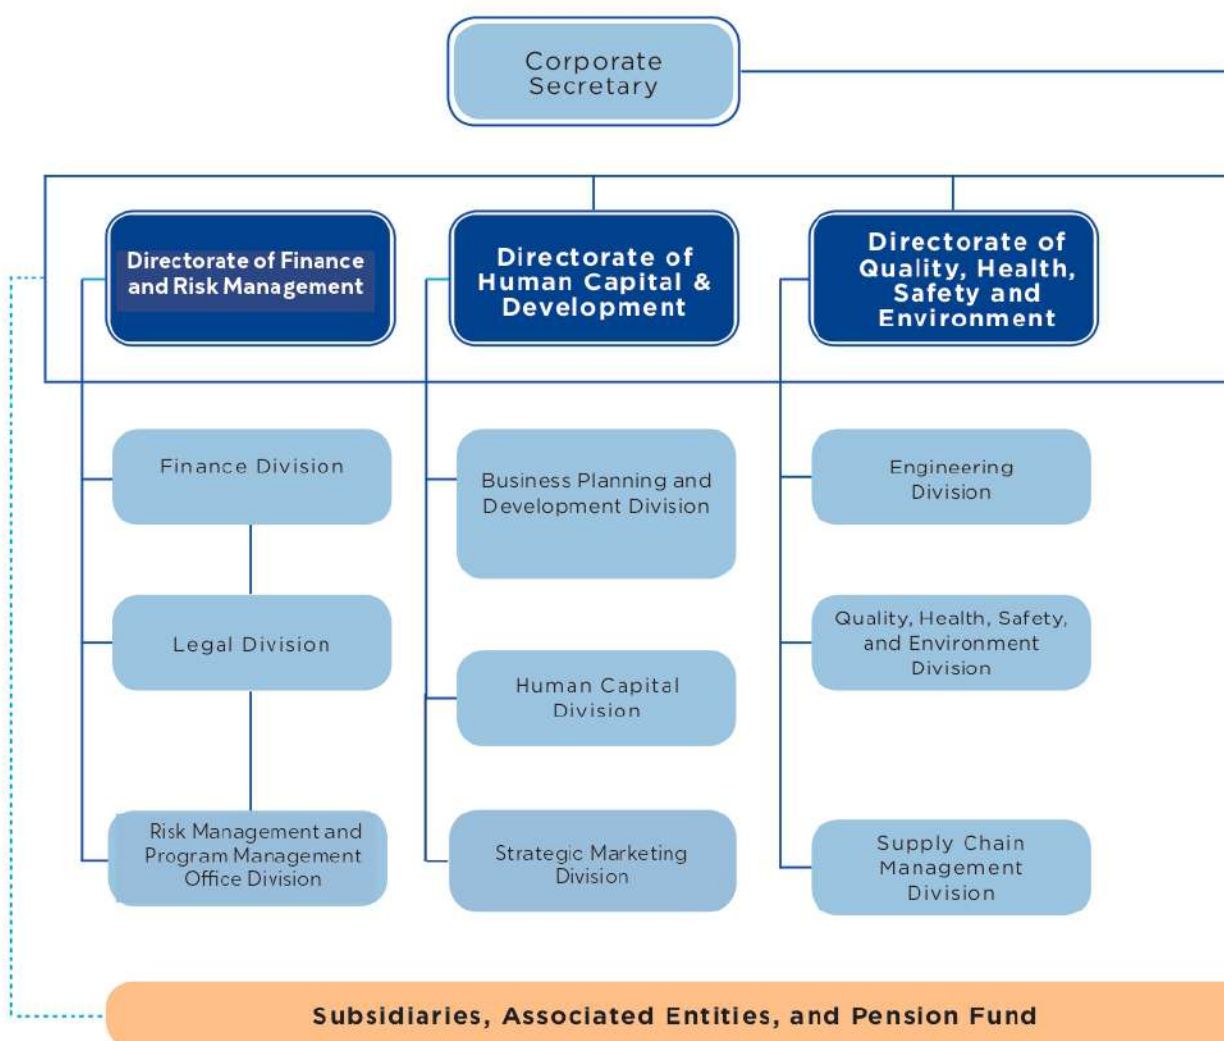 Corporate
Secretary
Directorate of Finance
and Risk Management
Directorate of
Human Capital &
Development
Directorate of
Quality, Health,
Safety and
Environment
Finance Division
Business Planning and
Development Division
Engineering
Division
Legal Division
Human Capital
Division
Quality, Health, Safety,
and Environment
Division
Risk Management and
Program Management
Office Division
Strategic Marketing
Division
Supply Chain
Management
Division
Subsidiaries, Associated Entities, and Pension Fund